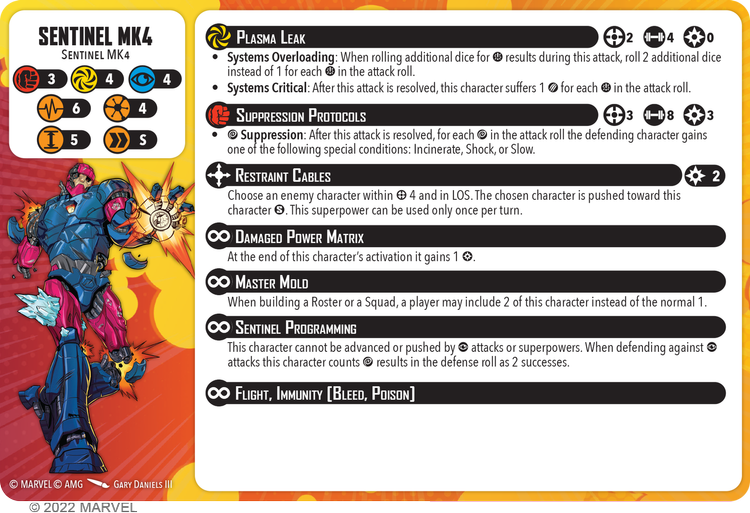 SENTINEL MK4
SENTINEL MK4
3 4 4
6 4
5 S
PLASMA LEAK 2 4 0
• Systems Overloading: When rolling additional dice for results during this attack, roll 2 additional dice
instead of 1 for each in the attack roll.
• Systems Critical: After this attack is resolved, this character suffers 1 for each in the attack roll.
SUPPRESSION PROTOCOLS 3 8 3
• Suppression: After this attack is resolved, for each in the attack roll the defending character gains
one of the following special conditions: Incinerate, Shock, or Slow.
RESTRAINT CABLES 2
Choose an enemy character within 4 and in LOS. The chosen character is pushed toward this
character S. This superpower can be used only once per turn.
DAMAGED POWER MATRIX
At the end of this character's activation it gains 1 .
MASTER MOLD
When building a Roster or a Squad, a player may include 2 of this character instead of the normal 1.
SENTINEL PROGRAMMING
This character cannot be advanced or pushed by attacks or superpowers. When defending against
attacks this character counts results in the defense roll as 2 successes.
FLIGHT, IMMUNITY [BLEED, POISON]
© MARVEL © AMG GARY DANIELS III
© 2022 MARVEL